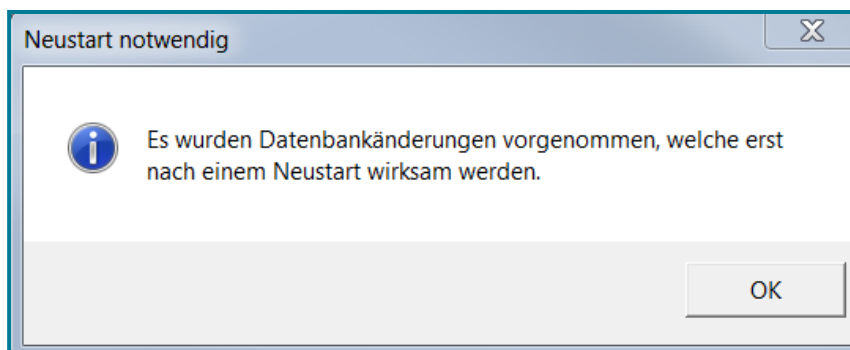 Neustart notwendig
Es wurden Datenbankänderungen vorgenommen, welche erst
nach einem Neustart wirksam werden.
OK